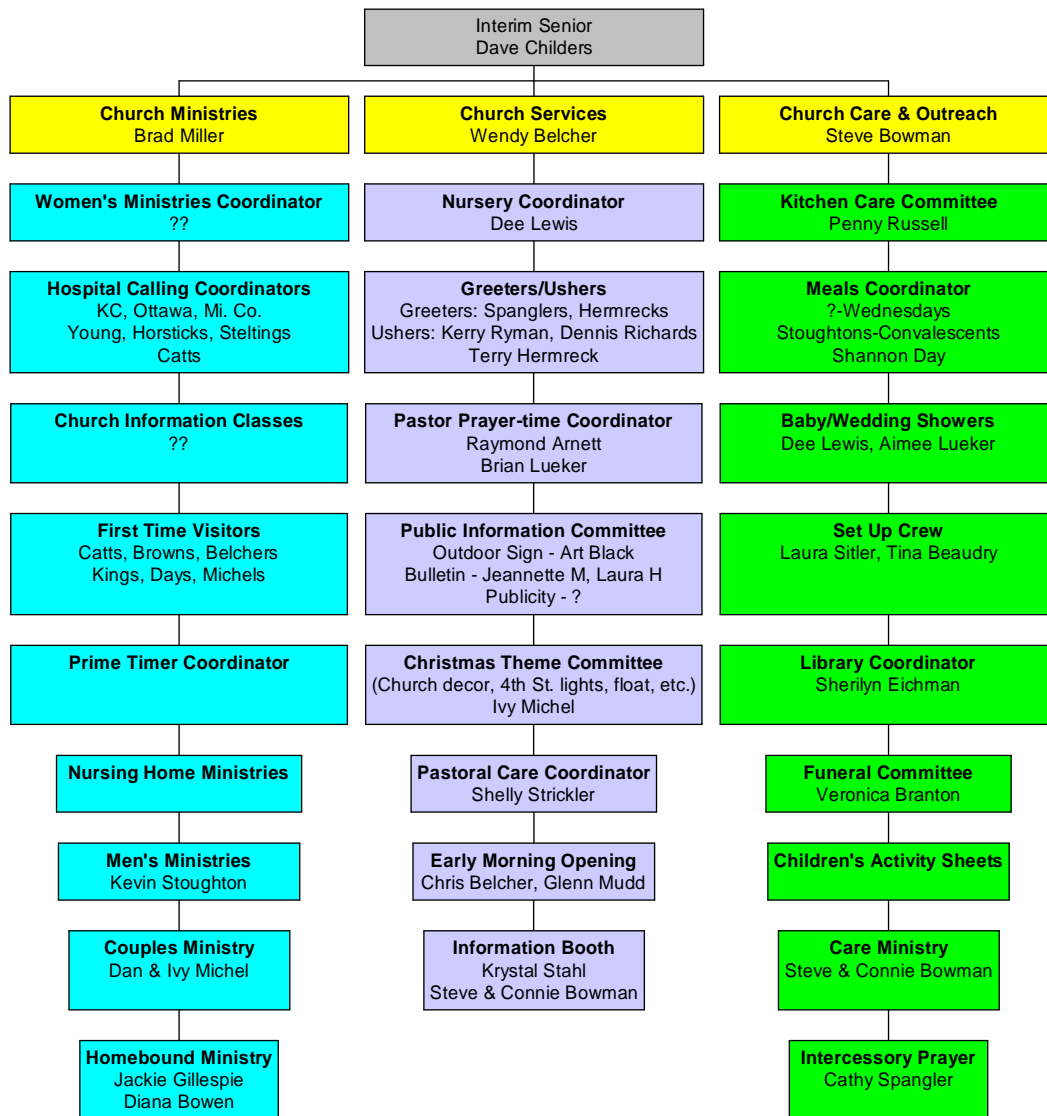 Interim Senior
Dave Childers
Church Ministries
Brad Miller
Women's Ministries Coordinator
??
Hospital Calling Coordinators
KC, Ottawa, Mi. Co.
Young, Horsticks, Steltings
Catts
Church Information Classes
??
First Time Visitors
Catts, Browns, Belchers
Kings, Days, Michels
Prime Timer Coordinator
Nursing Home Ministries
Men's Ministries
Kevin Stoughton
Couples Ministry
Dan & Ivy Michel
Homebound Ministry
Jackie Gillespie
Diana Bowen
Church Services
Wendy Belcher
Nursery Coordinator
Dee Lewis
Greeters/Ushers
Greeters: Spanglers, Hermrecks
Ushers: Kerry Ryman, Dennis Richards
Terry Hermreck
Pastor Prayer-time Coordinator
Raymond Arnett
Brian Lueker
Public Information Committee
Outdoor Sign - Art Black
Bulletin - Jeannette M, Laura H
Publicity - ?
Christmas Theme Committee
(Church decor, 4th St. lights, float, etc.)
Ivy Michel
Pastoral Care Coordinator
Shelly Strickler
Early Morning Opening
Chris Belcher, Glenn Mudd
Information Booth
Krystal Stahl
Steve & Connie Bowman
Church Care & Outreach
Steve Bowman
Kitchen Care Committee
Penny Russell
Meals Coordinator
?-Wednesdays
Stoughtons-Convalescents
Shannon Day
Baby/Wedding Showers
Dee Lewis, Aimee Lueker
Set Up Crew
Laura Sitler, Tina Beaudry
Library Coordinator
Sherilyn Eichman
Funeral Committee
Veronica Branton
Children's Activity Sheets
Care Ministry
Steve & Connie Bowman
Intercessory Prayer
Cathy Spangler